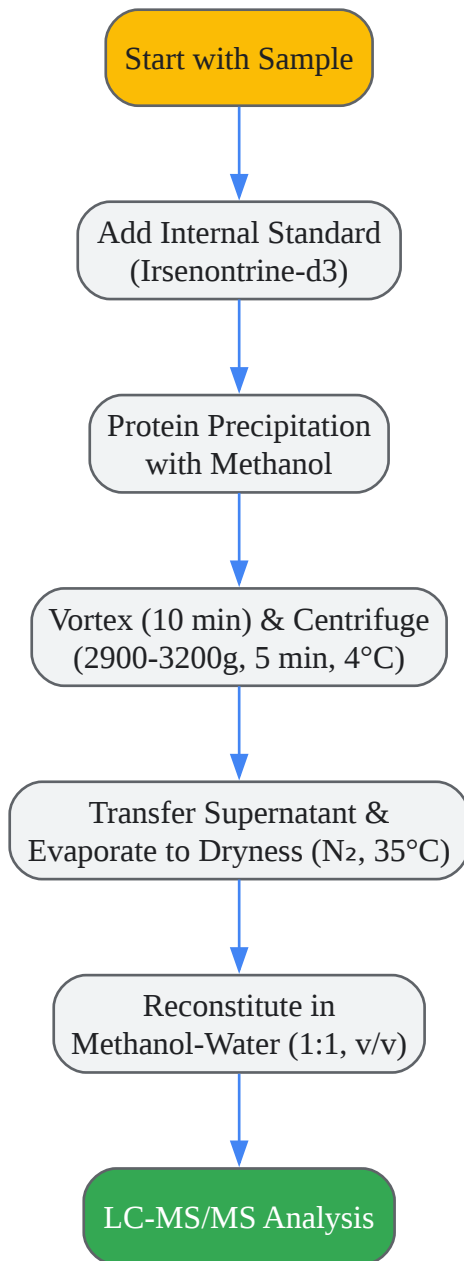 Start with Sample
Add Internal Standard
(Irsenontrine-d3)
Protein Precipitation
with Methanol
Vortex (10 min) & Centrifuge
(2900-3200g, 5 min, 4°C)
Transfer Supernatant &
Evaporate to Dryness (N₂, 35°C)
Reconstitute in
Methanol-Water (1:1, v/v)
LC-MS/MS Analysis